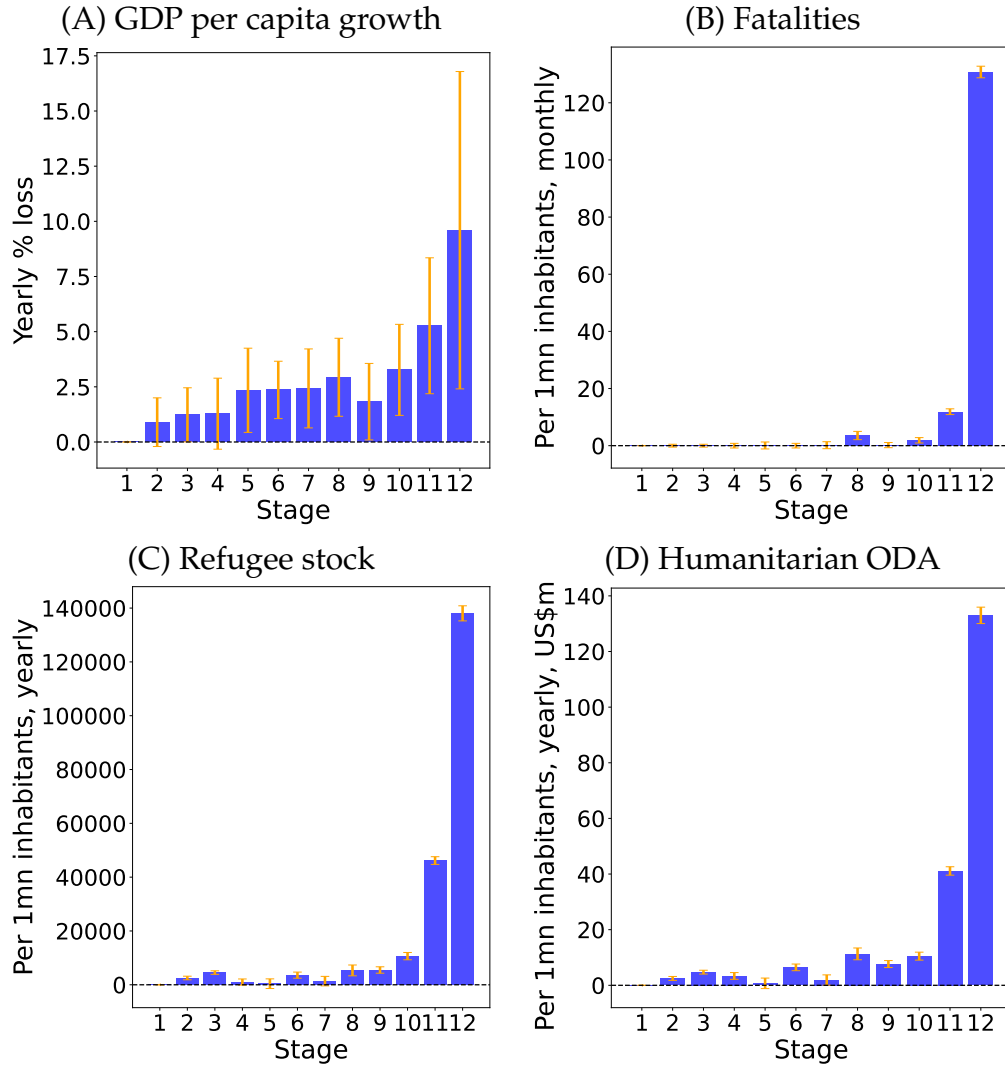 (A) GDP per capita growth
17.5
15.0
12.5
10.0
7.5
5.0
2.5
0.0
Yearly % loss
1 2 3 4 5 6 7 8 9 10 11 12
Stage
(B) Fatalities
120
100
80
60
40
20
0
Per 1mn inhabitants, monthly
1 2 3 4 5 6 7 8 9 10 11 12
Stage
(C) Refugee stock
140000
120000
100000
80000
60000
40000
20000
0
Per 1mn inhabitants, yearly
1 2 3 4 5 6 7 8 9 10 11 12
Stage
(D) Humanitarian ODA
140
120
100
80
60
40
20
0
Per 1mn inhabitants, yearly, US$m
1 2 3 4 5 6 7 8 9 10 11 12
Stage